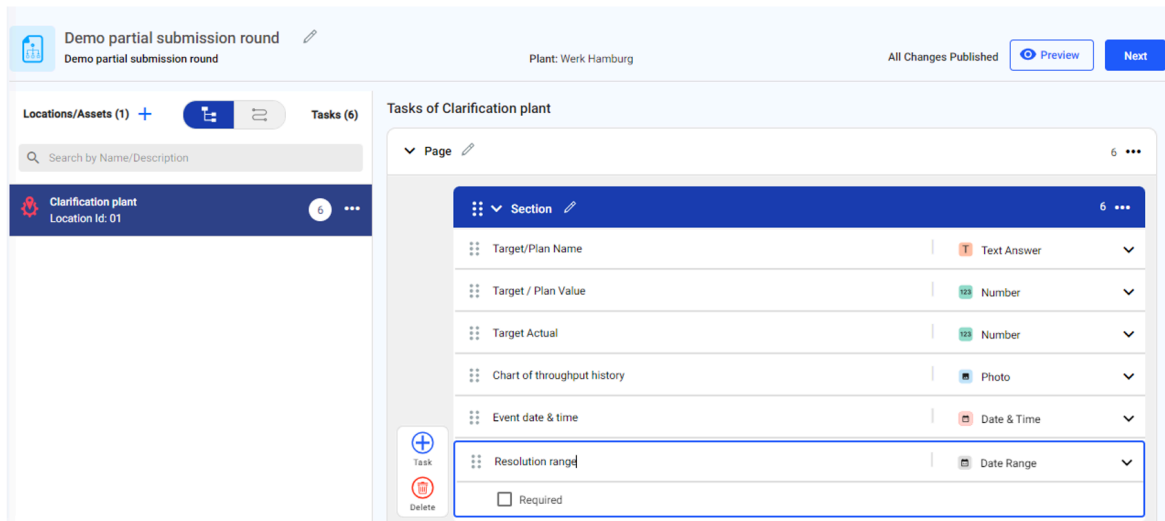 Demo partial submission round
Demo partial submission round
Plant: Werk Hamburg
All Changes Published
Preview
Next
Locations/Assets (1)
Tasks (6)
Search by Name/Description
Clarification plant
Location Id: 01
6
Tasks of Clarification plant
Page
6
Section
6
Target/Plan Name
T Text Answer
Target / Plan Value
123 Number
Target Actual
123 Number
Chart of throughput history
Photo
Event date & time
Date & Time
Task
Delete
Resolution range
Date Range
Required